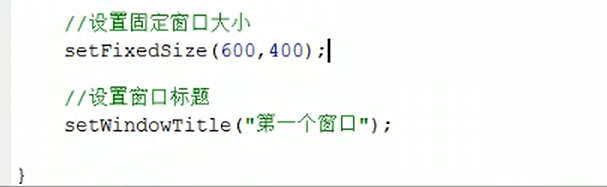 //设置固定窗口大小
setFixedSize(600,400);
//设置窗口标题
setWindowTitle("第一个窗口");
}